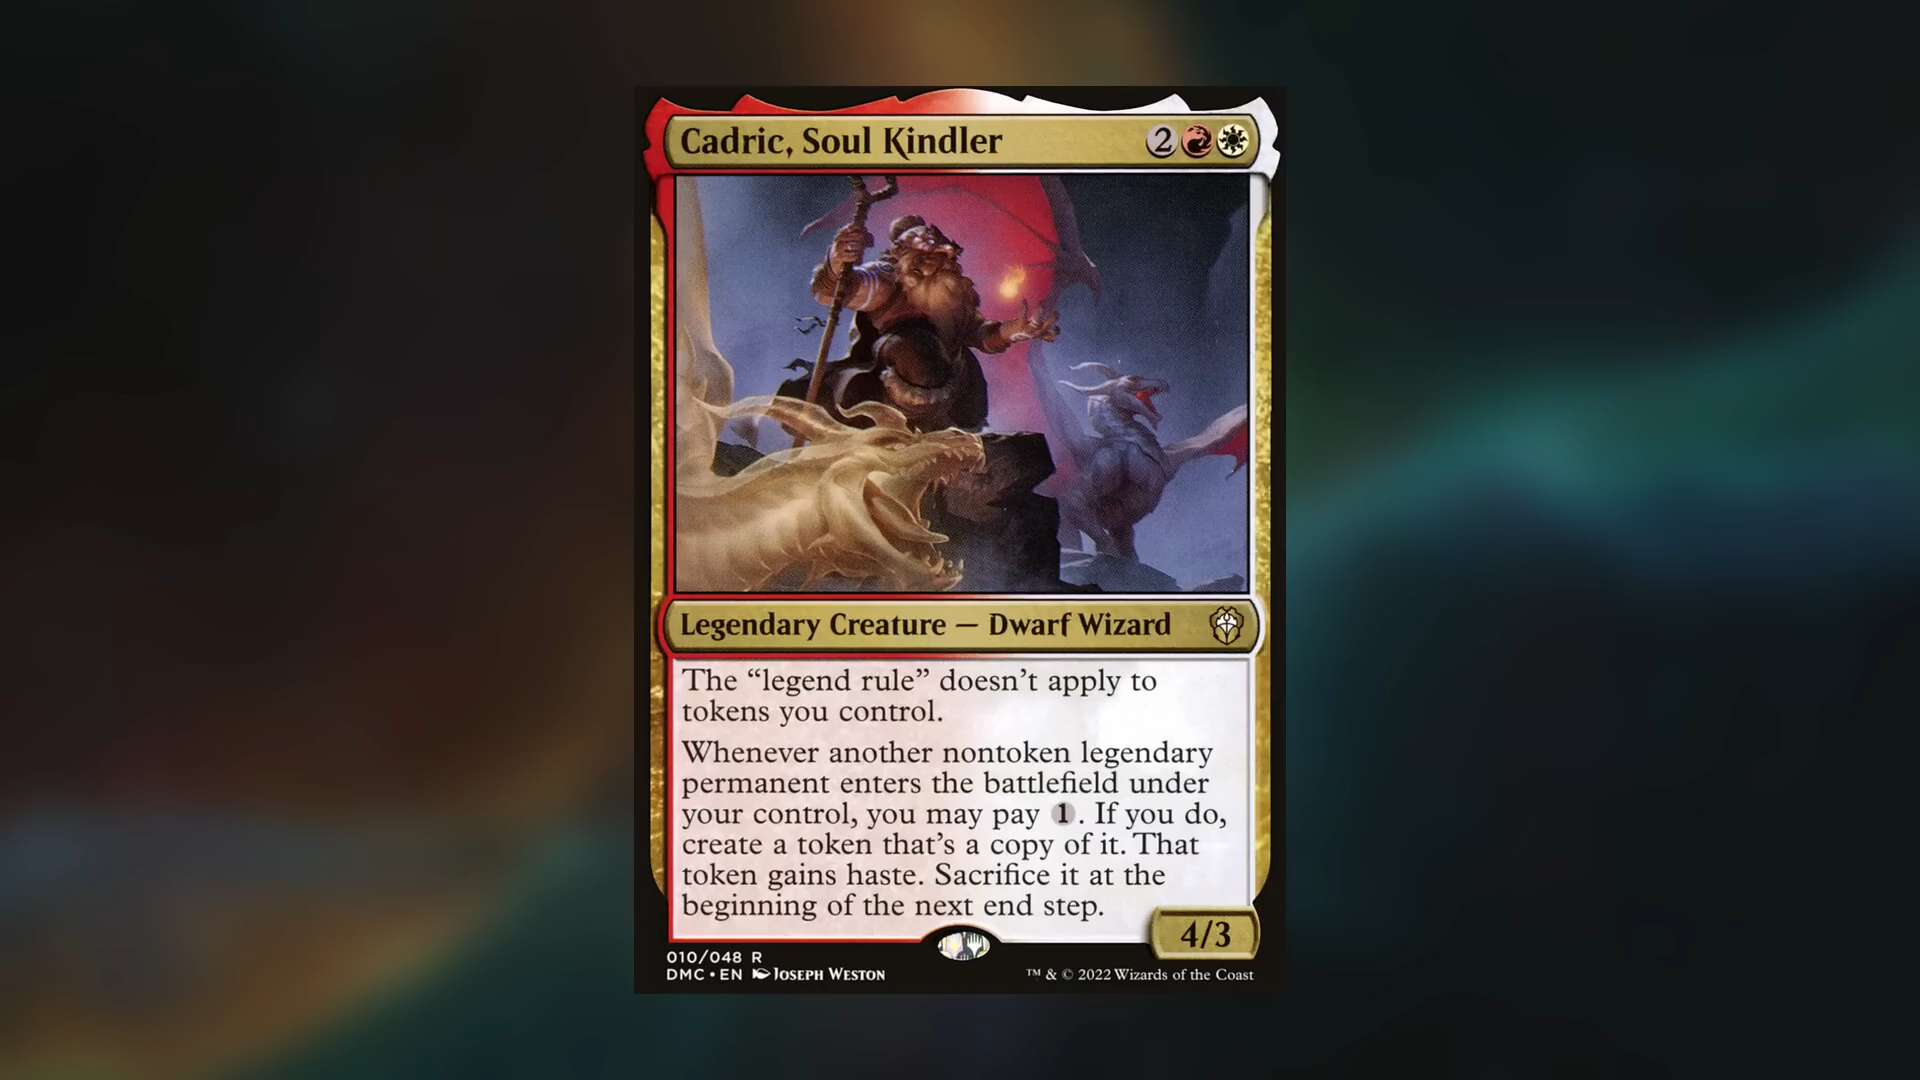 Cadric, Soul Kindler 2
Legendary Creature — Dwarf Wizard
The “legend rule” doesn’t apply to
tokens you control.
Whenever another nontoken legendary
permanent enters the battlefield under
your control, you may pay 1. If you do,
create a token that’s a copy of it. That
token gains haste. Sacrifice it at the
beginning of the next end step.
4/3
010/048 R
DMC • EN Joseph Weston
™ & © 2022 Wizards of the Coast